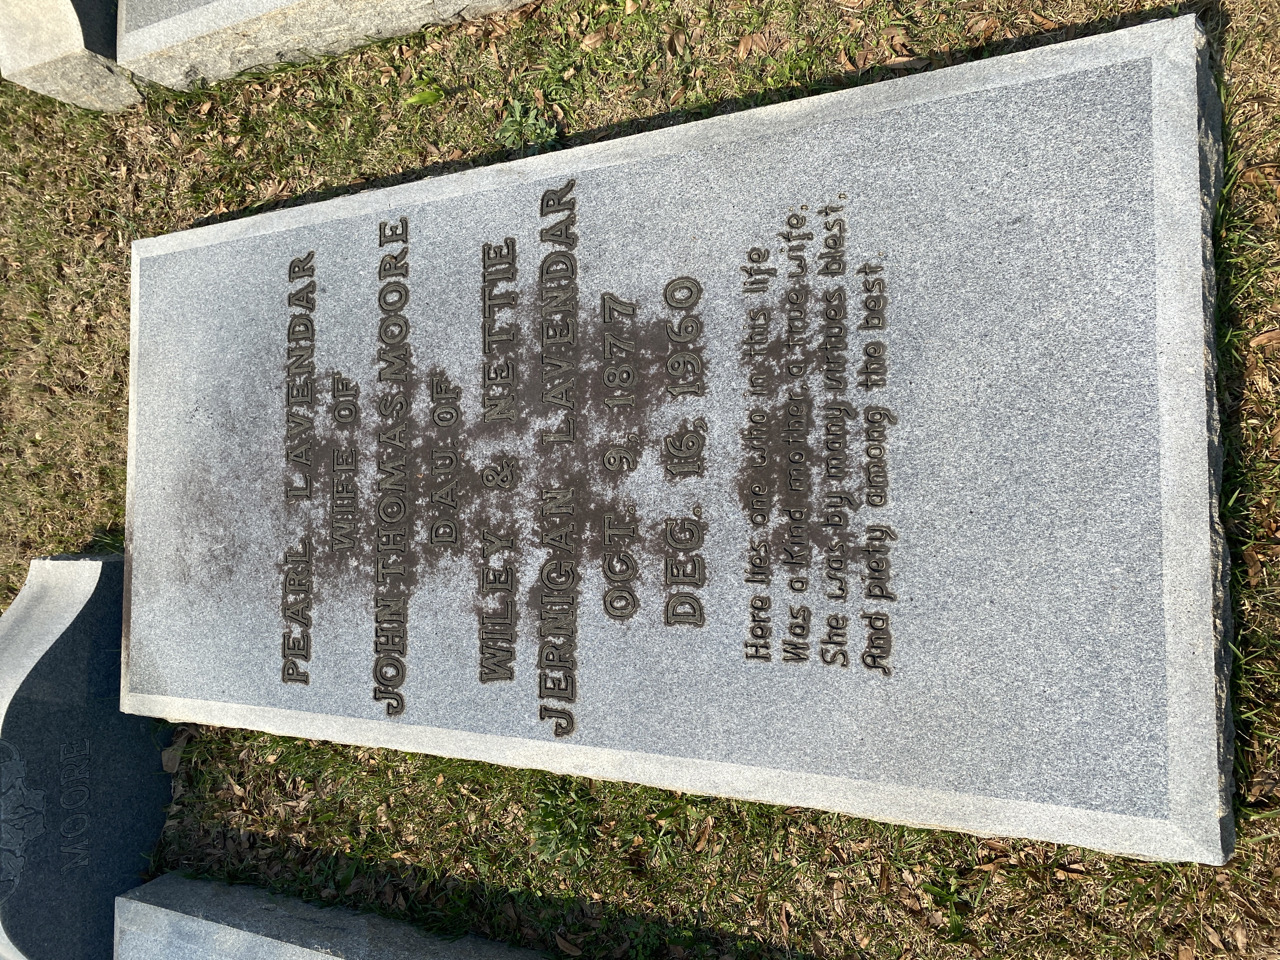 MOORE
PEARL LAVENDAR
WIFE OF
JOHN THOMAS MOORE
DAU OF
WILEY & NETTIE
JERNIGAN LAVENDAR
OCT. 9, 1877
DEC. 16, 1960
Here lies one who in this life
Was a kind mother, a true wife,
She was by many virtues blest,
And piety among the best.